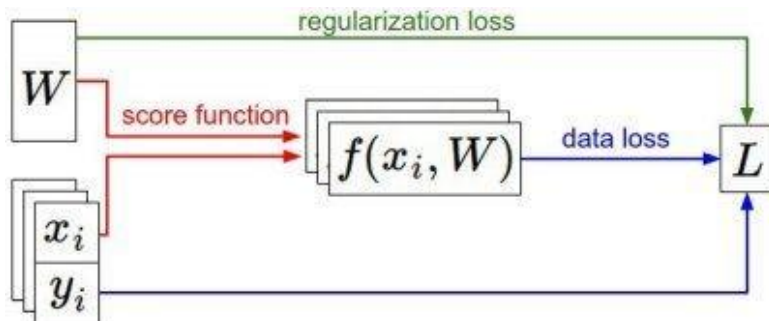 regularization loss
W
score function
f(x_i, W)
data loss
L
x_i
y_i